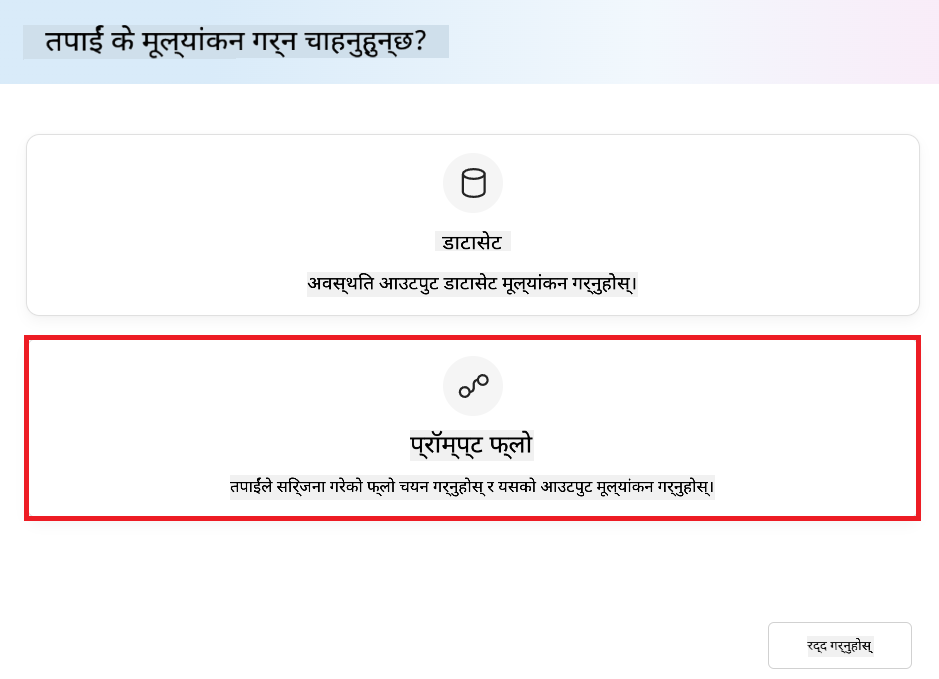 तपाईं के मूल्यांकन गर्न चाहनुहुन्छ?
डाटासेट
अवस्थति आउटपुट डाटासेट मूल्यांकन गर्नुहोस्।
प्रॉम्प्ट फ्लो
तपाईंले सिर्जना गरेको फ्लो चयन गर्नुहोस् र यसको आउटपुट मूल्यांकन गर्नुहोस्।
रद्द गर्नुहोस्